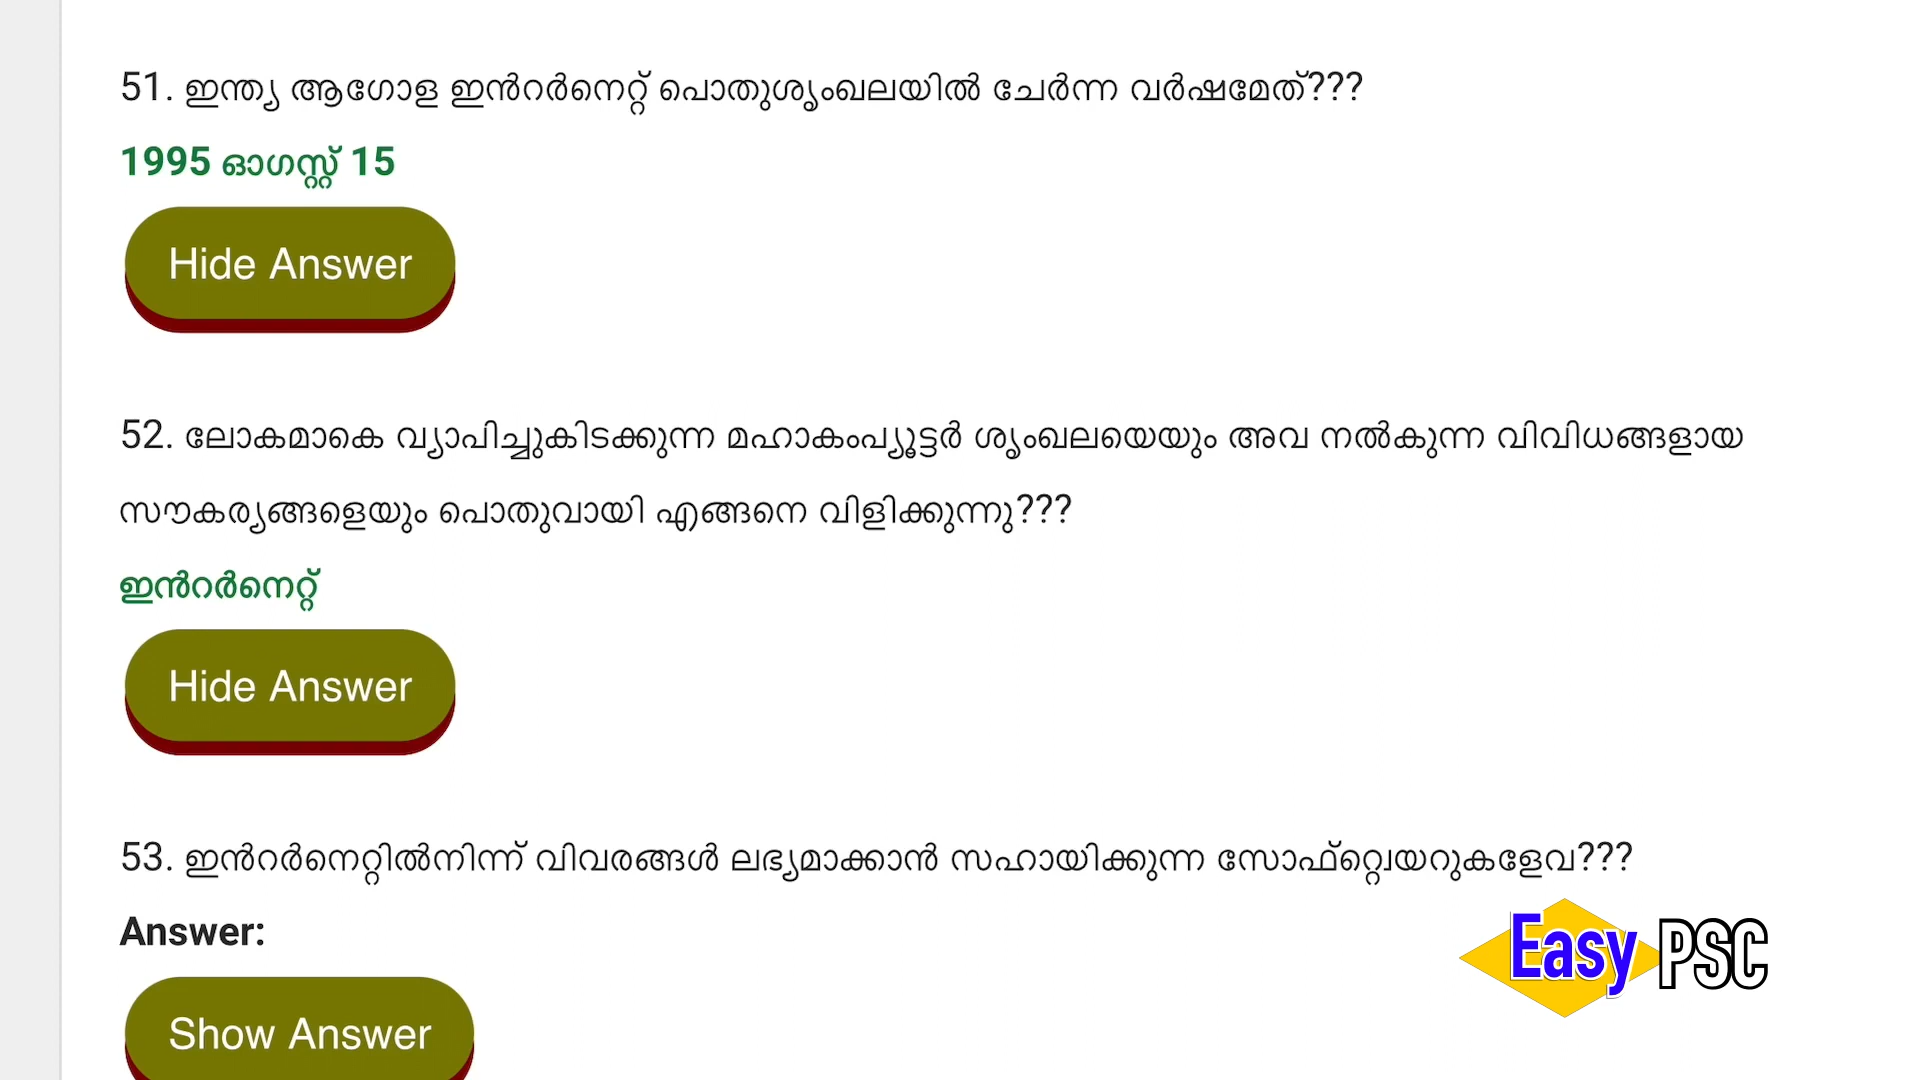 51. ഇന്ത്യ ആഗോള ഇൻറർനെറ്റ് പൊതുശൃംഖലയിൽ ചേർന്ന വർഷമേത്???
1995 ഓഗസ്റ്റ് 15
Hide Answer
52. ലോകമാകെ വ്യാപിച്ചുകിടക്കുന്ന മഹാകംപ്യൂട്ടർ ശൃംഖലയെയും അവ നൽകുന്ന വിവിധങ്ങളായ
സൗകര്യങ്ങളെയും പൊതുവായി എങ്ങനെ വിളിക്കുന്നു???
ഇൻറർനെറ്റ്
Hide Answer
53. ഇൻറർനെറ്റിൽനിന്ന് വിവരങ്ങൾ ലഭ്യമാക്കാൻ സഹായിക്കുന്ന സോഫ്റ്റ്വെയറുകളേവ???
Answer:
Easy PSC
Show Answer